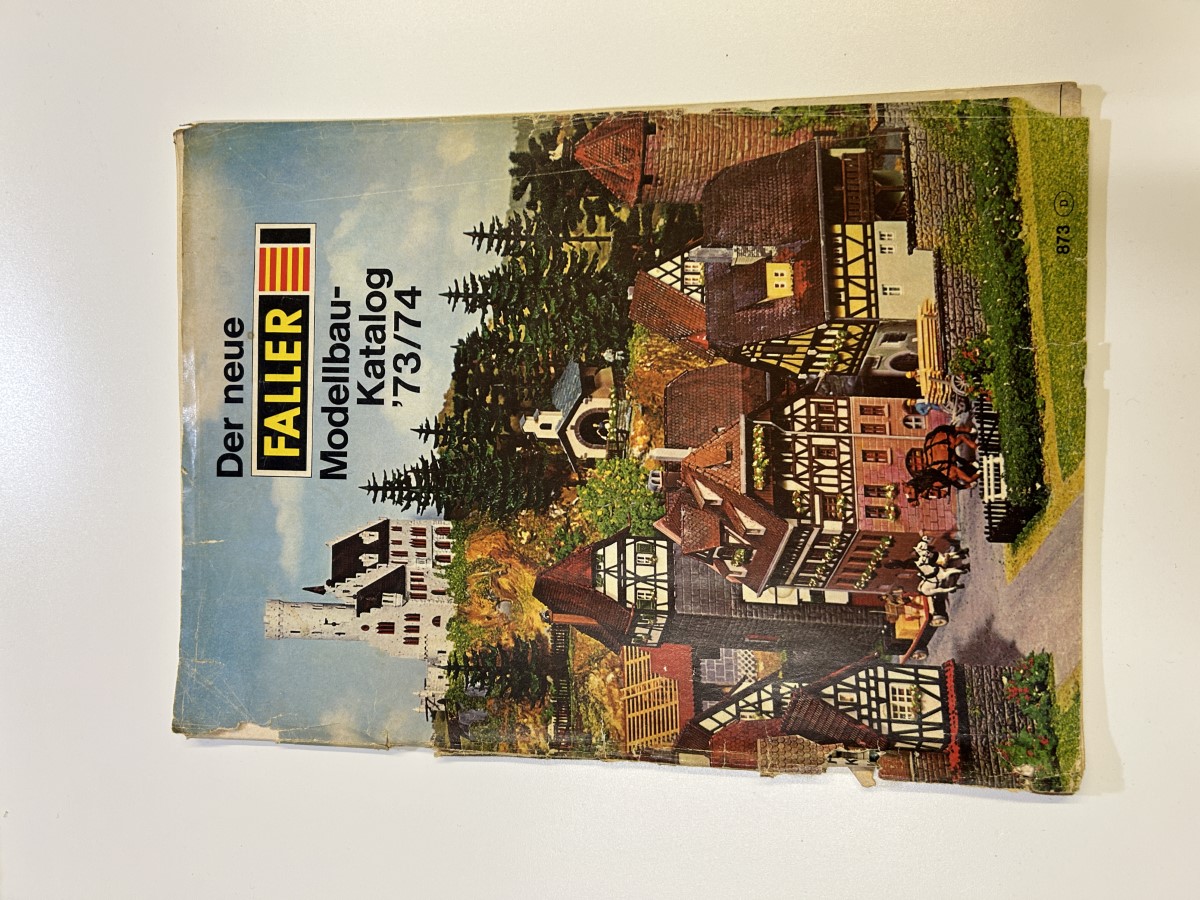 Der neue
FALLER
Modellbau-
Katalog
'73/74
873 D